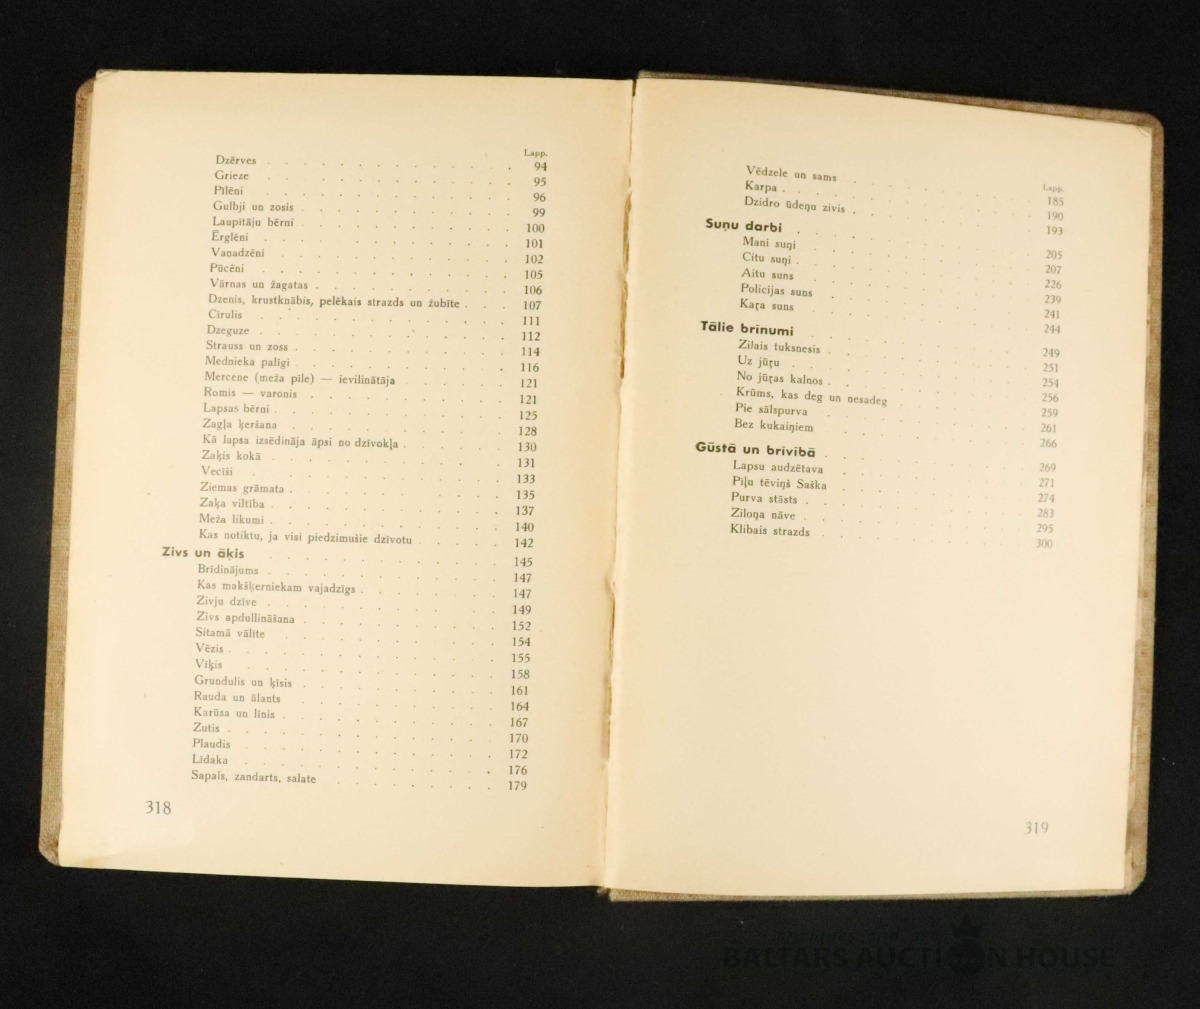 Lapp.
Dzērves . . . . . . . . . . . . . . 94
Grieze . . . . . . . . . . . . . . 95
Pīlēni . . . . . . . . . . . . . . 96
Gulbji un zosis . . . . . . . . . . . . 99
Laupītāju bērni . . . . . . . . . . . . 100
Ērglēni . . . . . . . . . . . . . . 101
Vanadzēni . . . . . . . . . . . . . 102
Pūcēni . . . . . . . . . . . . . . 105
Vārnas un žagatas . . . . . . . . . . . 106
Dzenis, krustknābis, pelēkais strazds un žubīte . . . 107
Cīrulis . . . . . . . . . . . . . . 111
Dzeguze . . . . . . . . . . . . . . 112
Strauss un zoss . . . . . . . . . . . . 114
Mednieka palīgi . . . . . . . . . . . . 116
Mercene (meža pīle) — ievilinātāja . . . . . . 121
Romis — varonis . . . . . . . . . . . 121
Lapsas bērni . . . . . . . . . . . . . 125
Zagļa ķeršana . . . . . . . . . . . . 128
Kā lapsa izsēdināja āpsi no dzīvokļa . . . . . . 130
Zaķis kokā . . . . . . . . . . . . . 131
Vecīši . . . . . . . . . . . . . . 133
Ziemas grāmata . . . . . . . . . . . . 135
Zaķa viltība . . . . . . . . . . . . . 137
Meža likumi . . . . . . . . . . . . . 140
Kas notiktu, ja visi piedzimušie dzīvotu . . . . . 142
Zivs un āķis . . . . . . . . . . . . 145
Brīdinājums . . . . . . . . . . . . . 147
Kas makšķerniekam vajadzīgs . . . . . . . . 147
Zivju dzīve . . . . . . . . . . . . . 149
Zivs apdullināšana . . . . . . . . . . . 152
Sitamā vālīte . . . . . . . . . . . . 154
Vēzis . . . . . . . . . . . . . . . 155
Vīķis . . . . . . . . . . . . . . . 158
Grundulis un ķīsis . . . . . . . . . . . 161
Rauda un ālants . . . . . . . . . . . 164
Karūsa un līnis . . . . . . . . . . . . 167
Zutis . . . . . . . . . . . . . . . 170
Plaudis . . . . . . . . . . . . . . 172
Līdaka . . . . . . . . . . . . . . 176
Sapals, zandarts, salate . . . . . . . . . 179
318
Lapp.
Vēdzele un sams . . . . . . . . . . . 185
Karpa . . . . . . . . . . . . . . . 190
Dzidro ūdeņu zivis . . . . . . . . . . . 193
Suņu darbi . . . . . . . . . . . . . 205
Mani suņi . . . . . . . . . . . . . 207
Citu suņi . . . . . . . . . . . . . . 226
Aitu suns . . . . . . . . . . . . . 239
Policijas suns . . . . . . . . . . . . 241
Kaŗa suns . . . . . . . . . . . . . 244
Tālie brīnumi . . . . . . . . . . . . 249
Zilais tuksnesis . . . . . . . . . . . . 251
Uz jūŗu . . . . . . . . . . . . . . 254
No jūŗas kalnos . . . . . . . . . . . . 256
Krūms, kas deg un nesadeg . . . . . . . . 259
Pie sālspurva . . . . . . . . . . . . 261
Bez kukaiņiem . . . . . . . . . . . . 266
Gūstā un brīvībā . . . . . . . . . . . 269
Lapsu audzētava . . . . . . . . . . . 271
Pīļu tēviņš Saška . . . . . . . . . . . 274
Purva stāsts . . . . . . . . . . . . . 283
Ziloņa nāve . . . . . . . . . . . . . 295
Klibais strazds . . . . . . . . . . . . 300
319
BALTARS AUCTION HOUSE